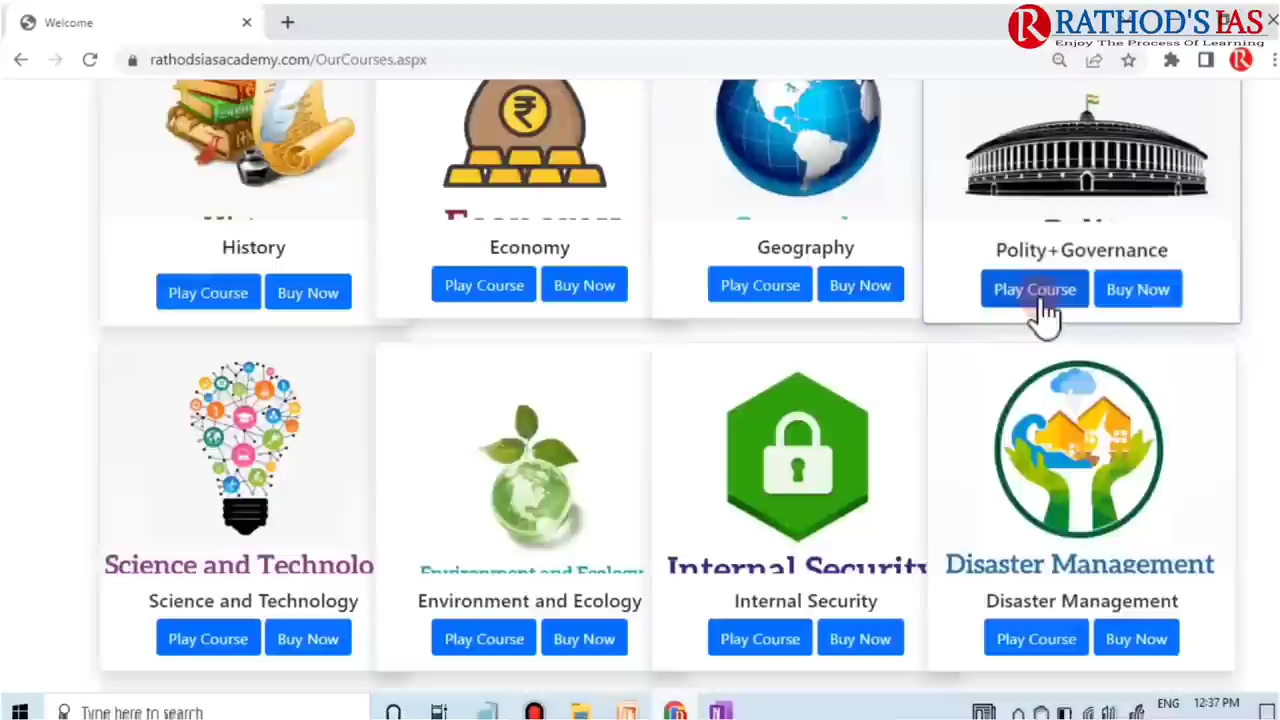 Welcome
RATHOD'S IAS
Enjoy The Process Of Learning
rathodsiasacademy.com/OurCourses.aspx
₹
History
Economy
Geography
Polity+Governance
Play Course
Buy Now
Play Course
Buy Now
Play Course
Buy Now
Play Course
Buy Now
Science and Technolo
Environment and Ecology
Internal Security
Disaster Management
Science and Technology
Environment and Ecology
Internal Security
Disaster Management
Play Course
Buy Now
Play Course
Buy Now
Play Course
Buy Now
Play Course
Buy Now
Type here to search
ENG
12:37 PM